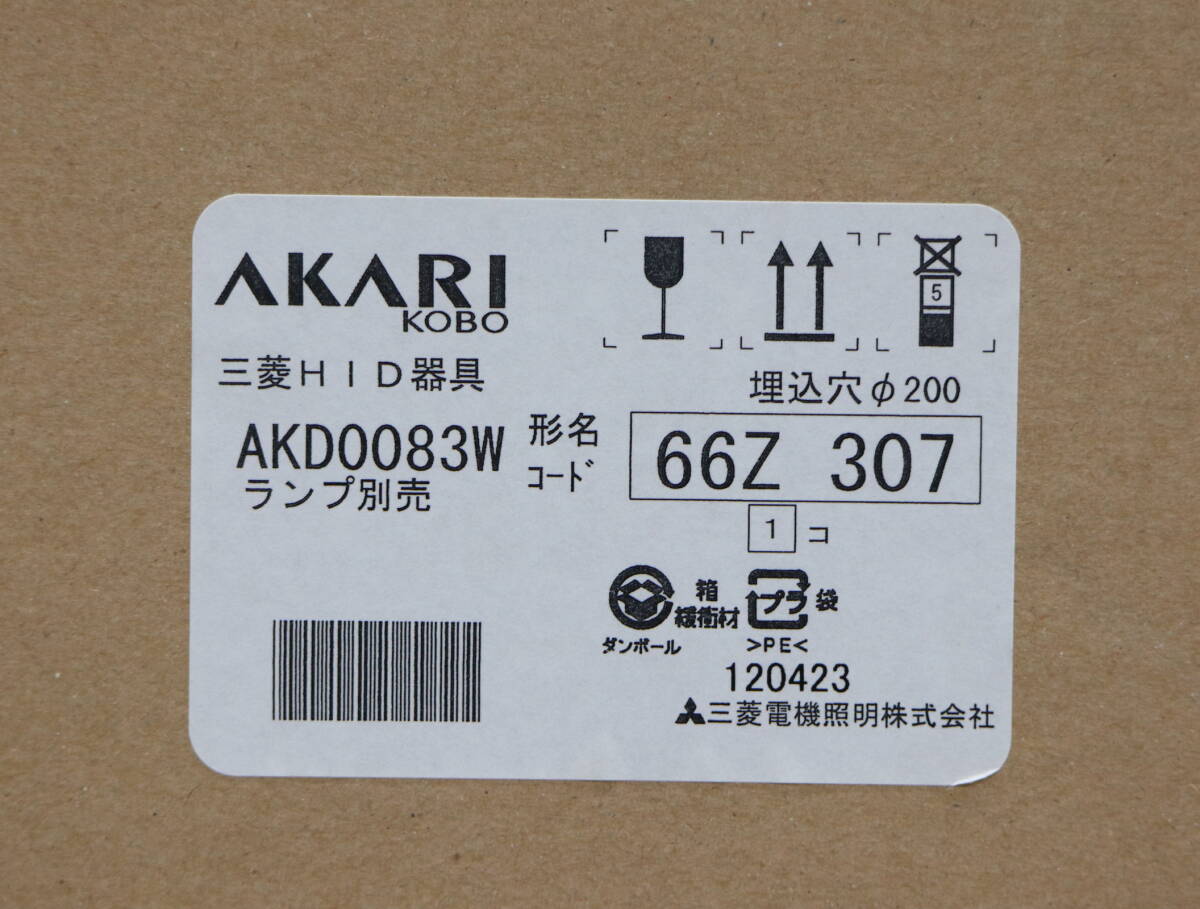 AKARI
KOBO
5
三菱HID器具
埋込穴φ200
AKD0083W
形名
コード
66Z 307
ランプ別売
1 コ
箱
緩衝材
プラ
袋
ダンボール
>PE<
120423
三菱電機照明株式会社